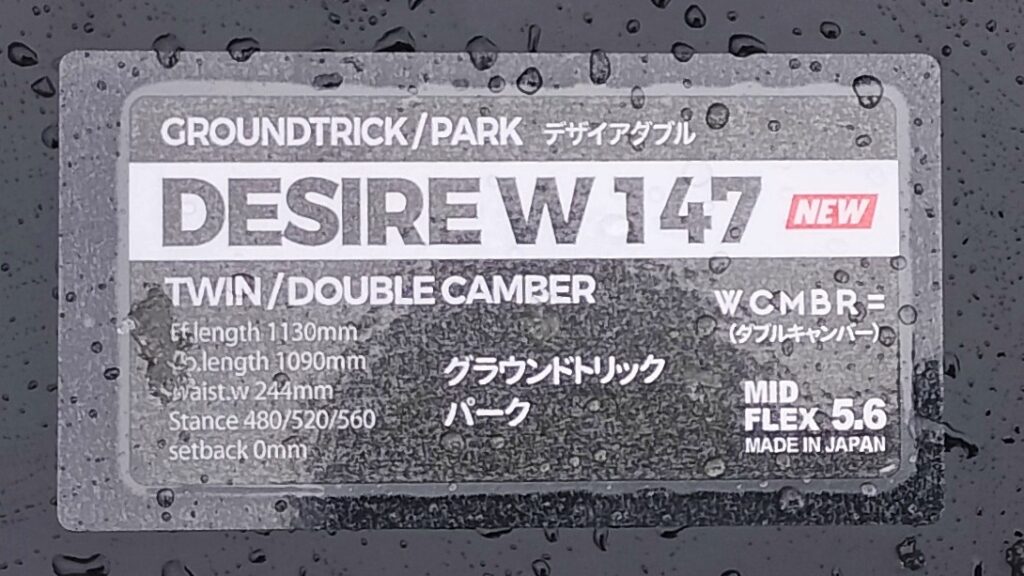 GROUNDTRICK/PARK デザイアダブル
DESIRE W 147 NEW
TWIN/DOUBLE CAMBER
W CMBR =
(ダブルキャンバー)
Ef.length 1130mm
Co.length 1090mm
Waist.w 244mm
Stance 480/520/560
setback 0mm
グラウンドトリック
パーク
MID
FLEX 5.6
MADE IN JAPAN